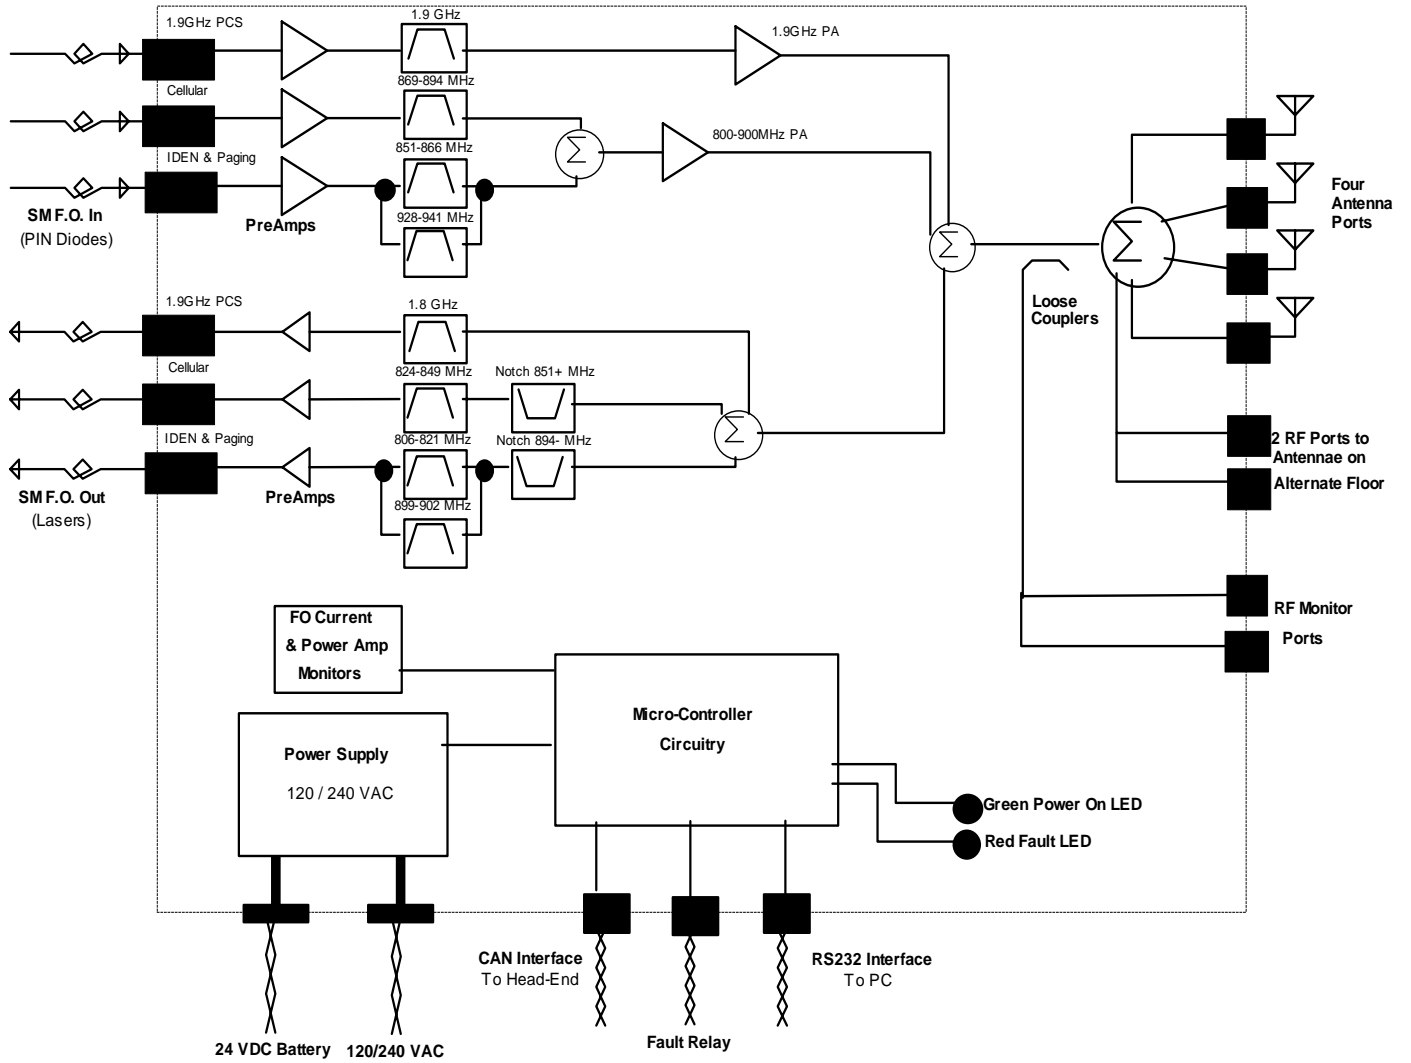 1.9GHz PCS
1.9 GHz
1.9GHz PA
869-894 MHz
Cellular
800-900MHz PA
851-866 MHz
IDEN & Paging
928-941 MHz
SM F.O. In
(PIN Diodes)
PreAmps
Four
Antenna
Ports
1.9GHz PCS
1.8 GHz
Loose
Couplers
Cellular
824-849 MHz
Notch 851+ MHz
IDEN & Paging
806-821 MHz
Notch 894- MHz
2 RF Ports to
Antennae on
Alternate Floor
SM F.O. Out
(Lasers)
PreAmps
899-902 MHz
RF Monitor
Ports
FO Current
& Power Amp
Monitors
Micro-Controller
Circuitry
Power Supply
120 / 240 VAC
Green Power On LED
Red Fault LED
CAN Interface
To Head-End
RS232 Interface
To PC
Fault Relay
24 VDC Battery
120/240 VAC
Σ
Σ
Σ
Σ